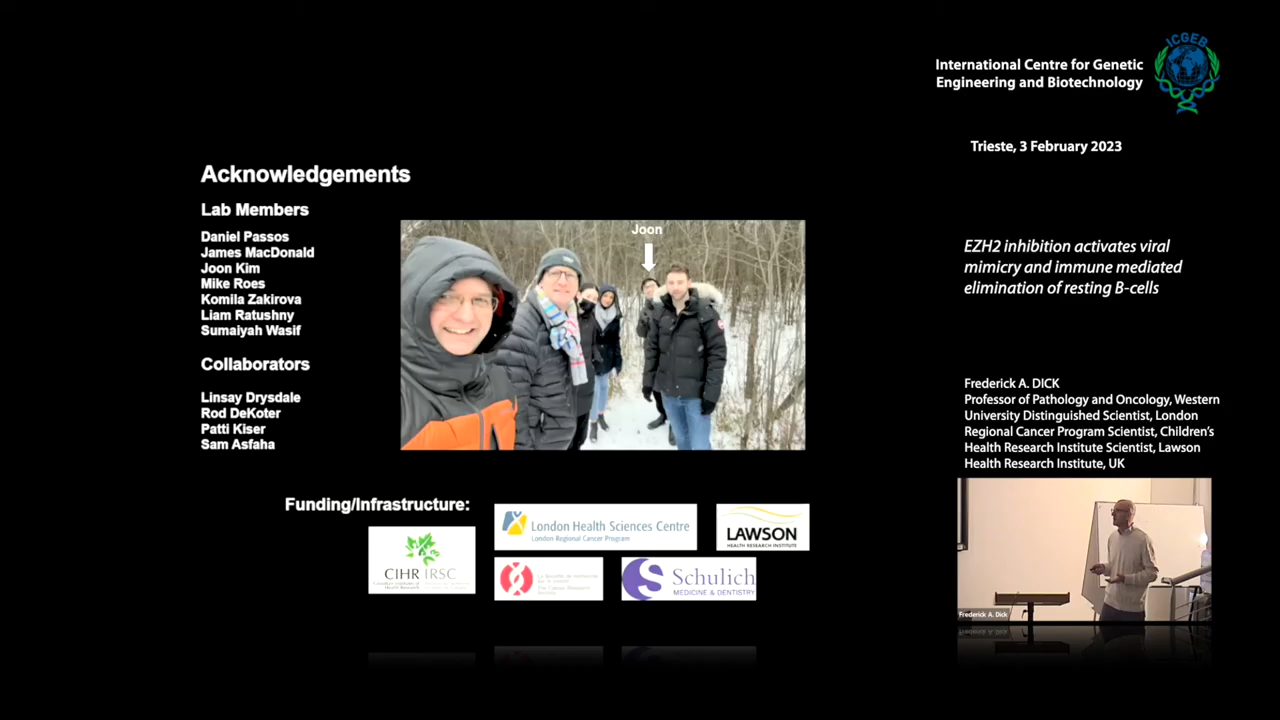 ICGEB
International Centre for Genetic
Engineering and Biotechnology
Trieste, 3 February 2023
Acknowledgements
Lab Members
Daniel Passos
James MacDonald
Joon Kim
Mike Roes
Komila Zakirova
Liam Ratushny
Sumaiyah Wasif
Collaborators
Linsay Drysdale
Rod DeKoter
Patti Kiser
Sam Asfaha
Joon
EZH2 inhibition activates viral
mimicry and immune mediated
elimination of resting B-cells
Frederick A. DICK
Professor of Pathology and Oncology, Western
University Distinguished Scientist, London
Regional Cancer Program Scientist, Children's
Health Research Institute Scientist, Lawson
Health Research Institute, UK
Funding/Infrastructure:
CIHR IRSC
London Health Sciences Centre
London Regional Cancer Program
LAWSON
HEALTH RESEARCH INSTITUTE
Schulich
MEDICINE & DENTISTRY
Frederick A. Dick